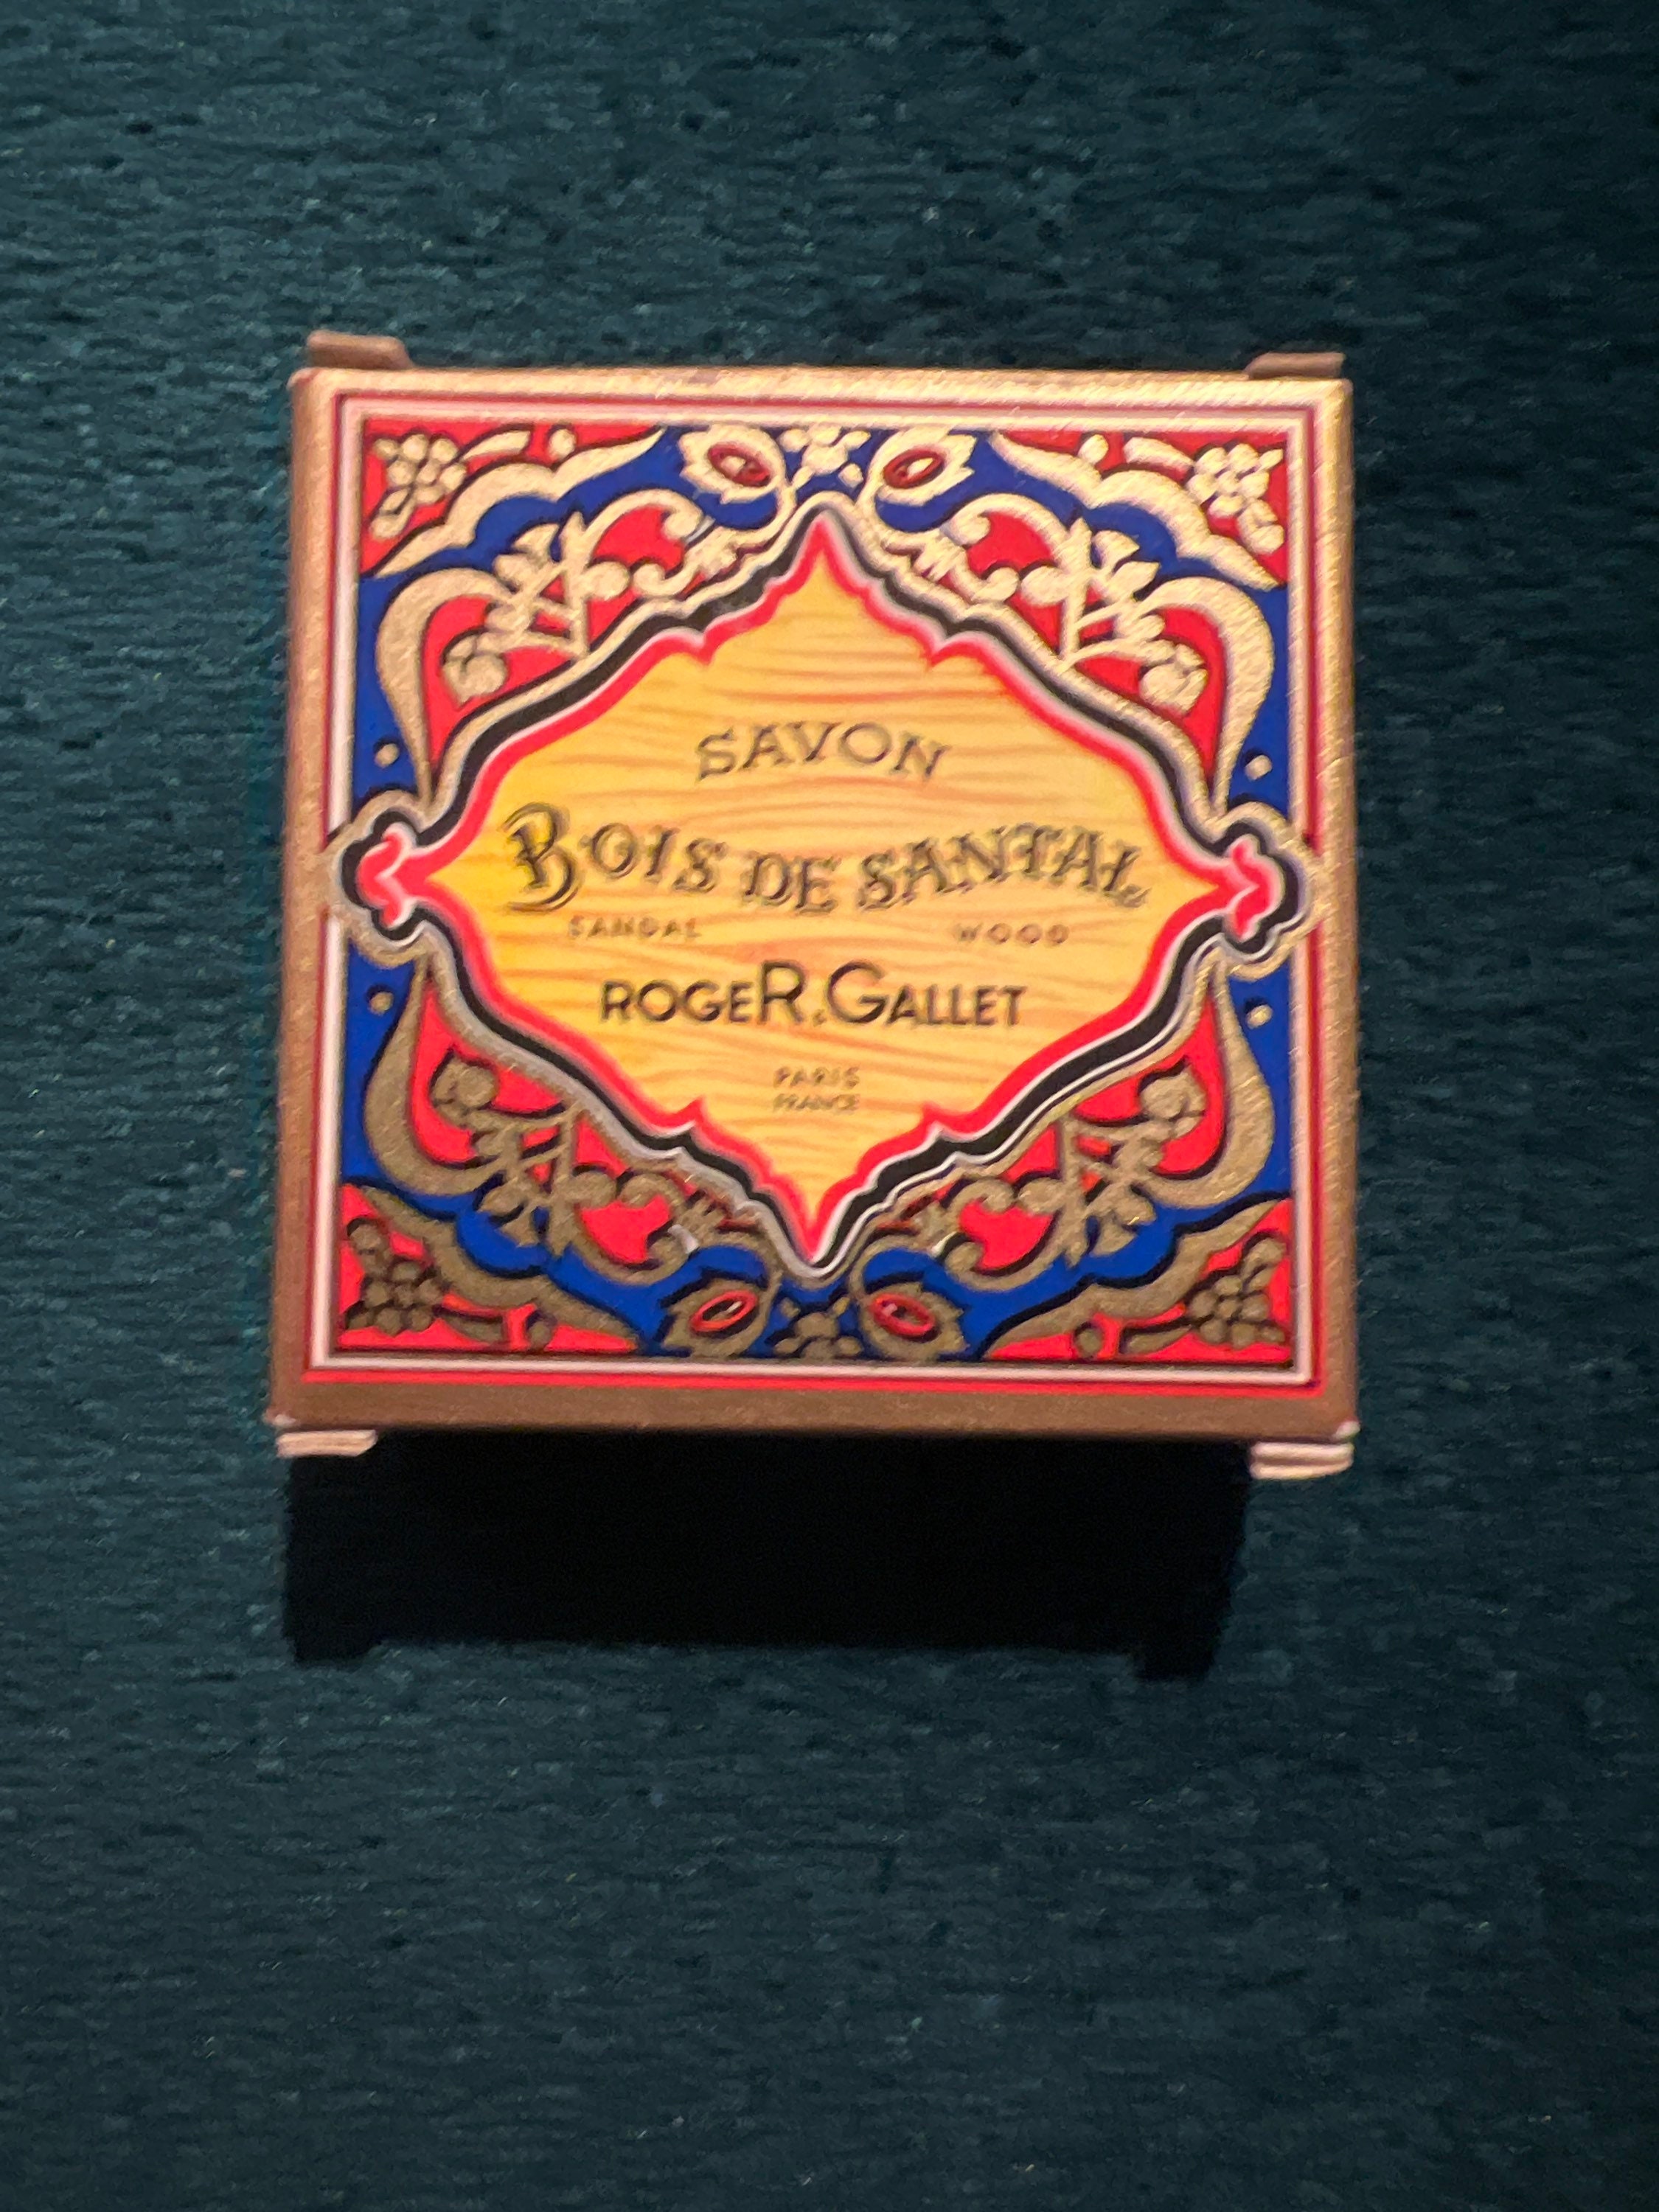 SAVON
BOIS DE SANTAL
SANDAL WOOD
ROGER & GALLET
PARIS
FRANCE